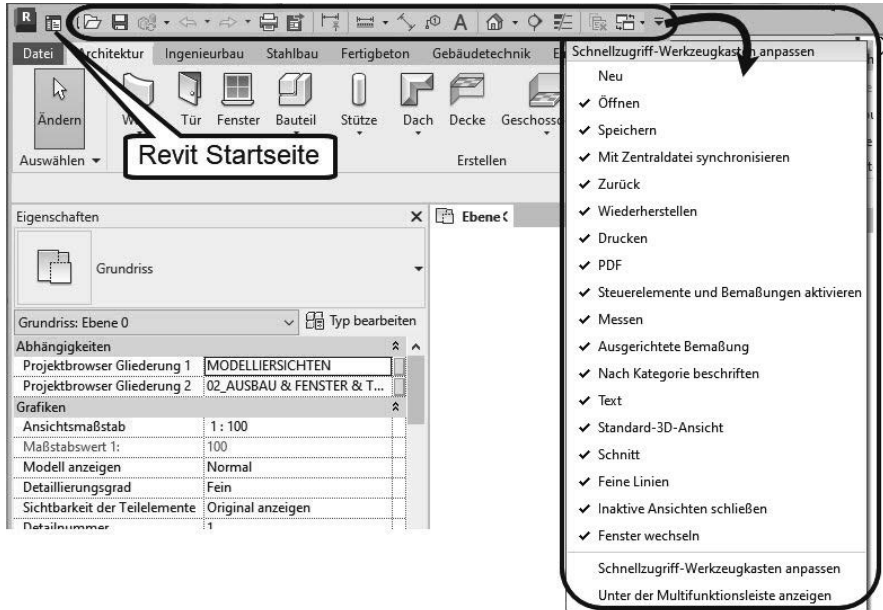 R
A
Datei Architektur Ingenieurbau Stahlbau Fertigbeton Gebäudetechnik
Ändern Tür Fenster Bauteil Stütze Dach Decke
Auswählen Erstellen
Revit Startseite
Eigenschaften
Grundriss
Grundriss: Ebene 0 Typ bearbeiten
Abhängigkeiten
Projektbrowser Gliederung 1 MODELLIERSICHTEN
Projektbrowser Gliederung 2 02_AUSBAU & FENSTER & T...
Grafiken
Ansichtsmaßstab 1 : 100
Maßstabswert 1: 100
Modell anzeigen Normal
Detaillierungsgrad Fein
Sichtbarkeit der Teilelemente Original anzeigen
Detailnummer 1
Ebene
Schnellzugriff-Werkzeugkasten anpassen
Neu
Öffnen
Speichern
Mit Zentraldatei synchronisieren
Zurück
Wiederherstellen
Drucken
PDF
Steuerelemente und Bemaßungen aktivieren
Messen
Ausgerichtete Bemaßung
Nach Kategorie beschriften
Text
Standard-3D-Ansicht
Schnitt
Feine Linien
Inaktive Ansichten schließen
Fenster wechseln
Schnellzugriff-Werkzeugkasten anpassen
Unter der Multifunktionsleiste anzeigen